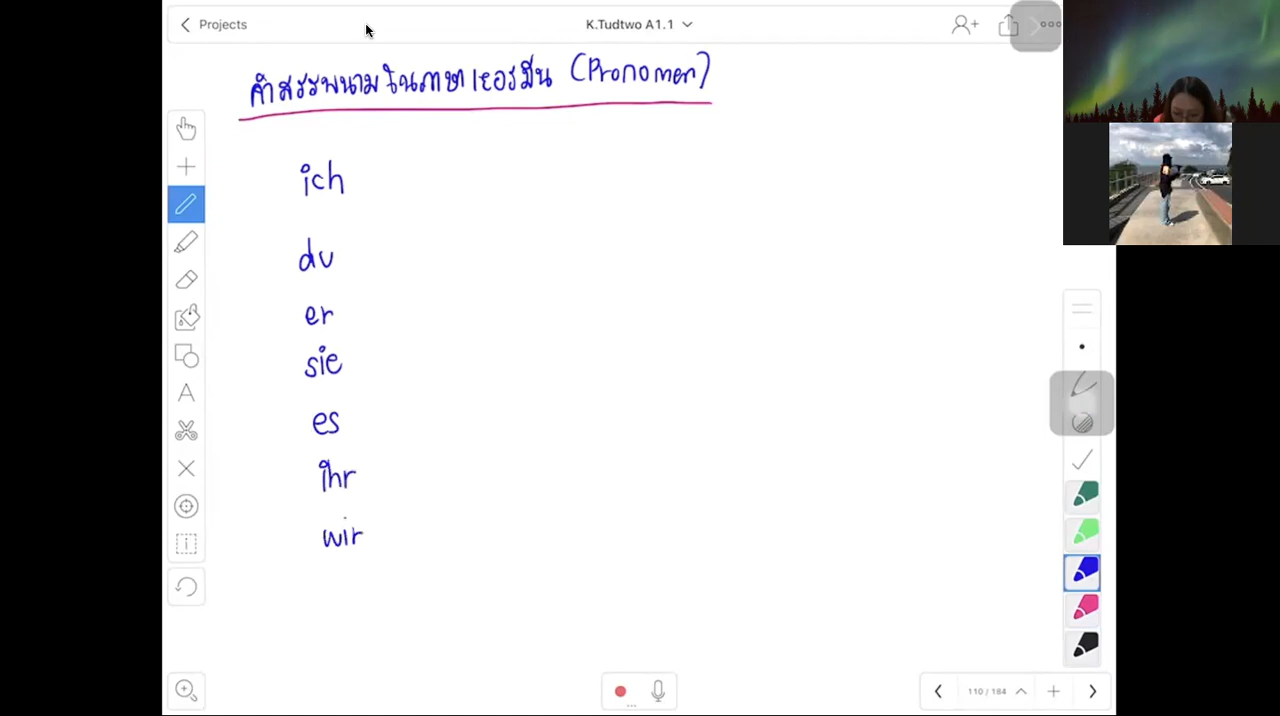 Projects
K.Tudtwo A1.1
คำสรรพนามในภาษาเยอรมัน (Pronomen)
ich
du
er
sie
es
ihr
wir
A
110 / 184